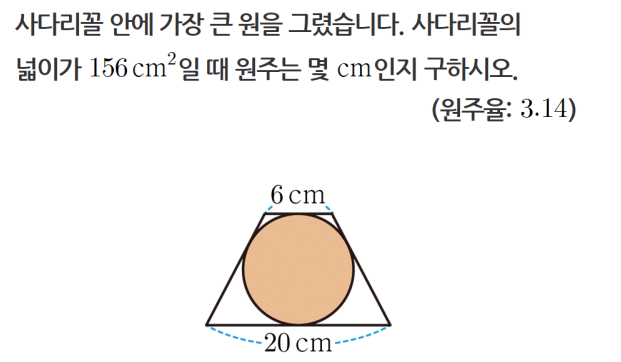 사다리꼴 안에 가장 큰 원을 그렸습니다. 사다리꼴의
넓이가 156 cm²일 때 원주는 몇 cm인지 구하시오.
(원주율: 3.14)
6 cm
20 cm